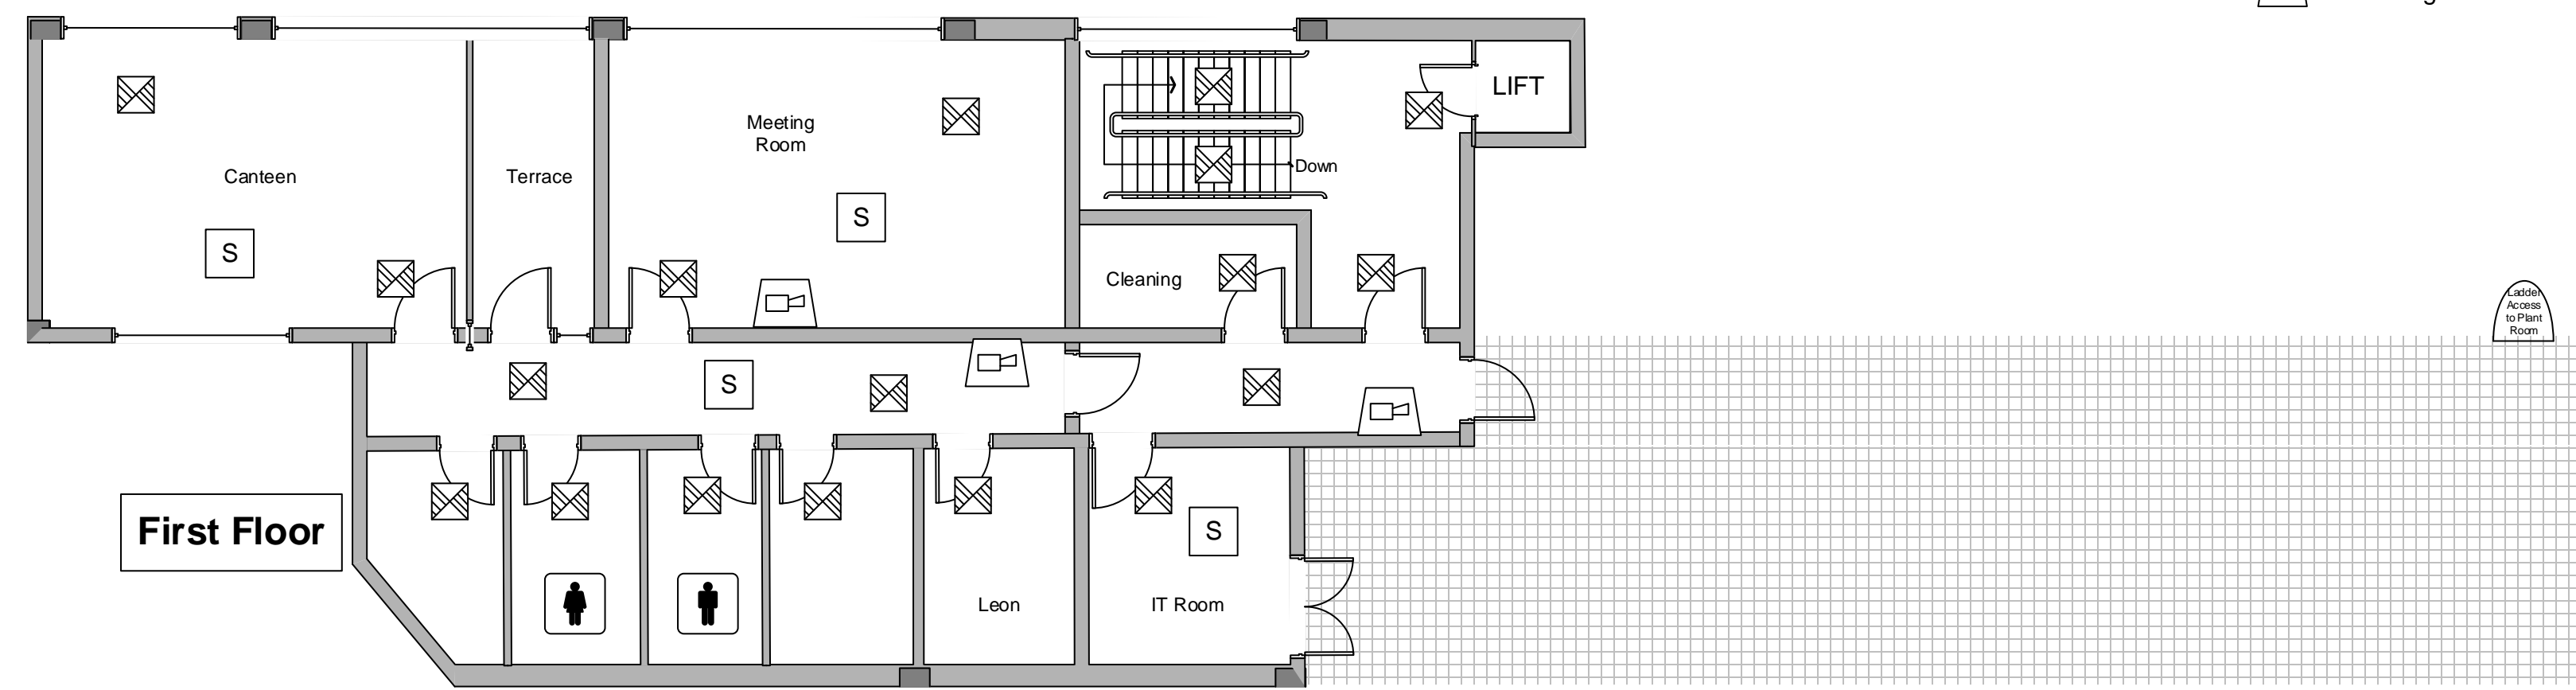 LIFT
Meeting
Room
Canteen
Terrace
Down
S
S
Cleaning
Ladder
Access
to Plant
Room
S
First Floor
S
Leon
IT Room